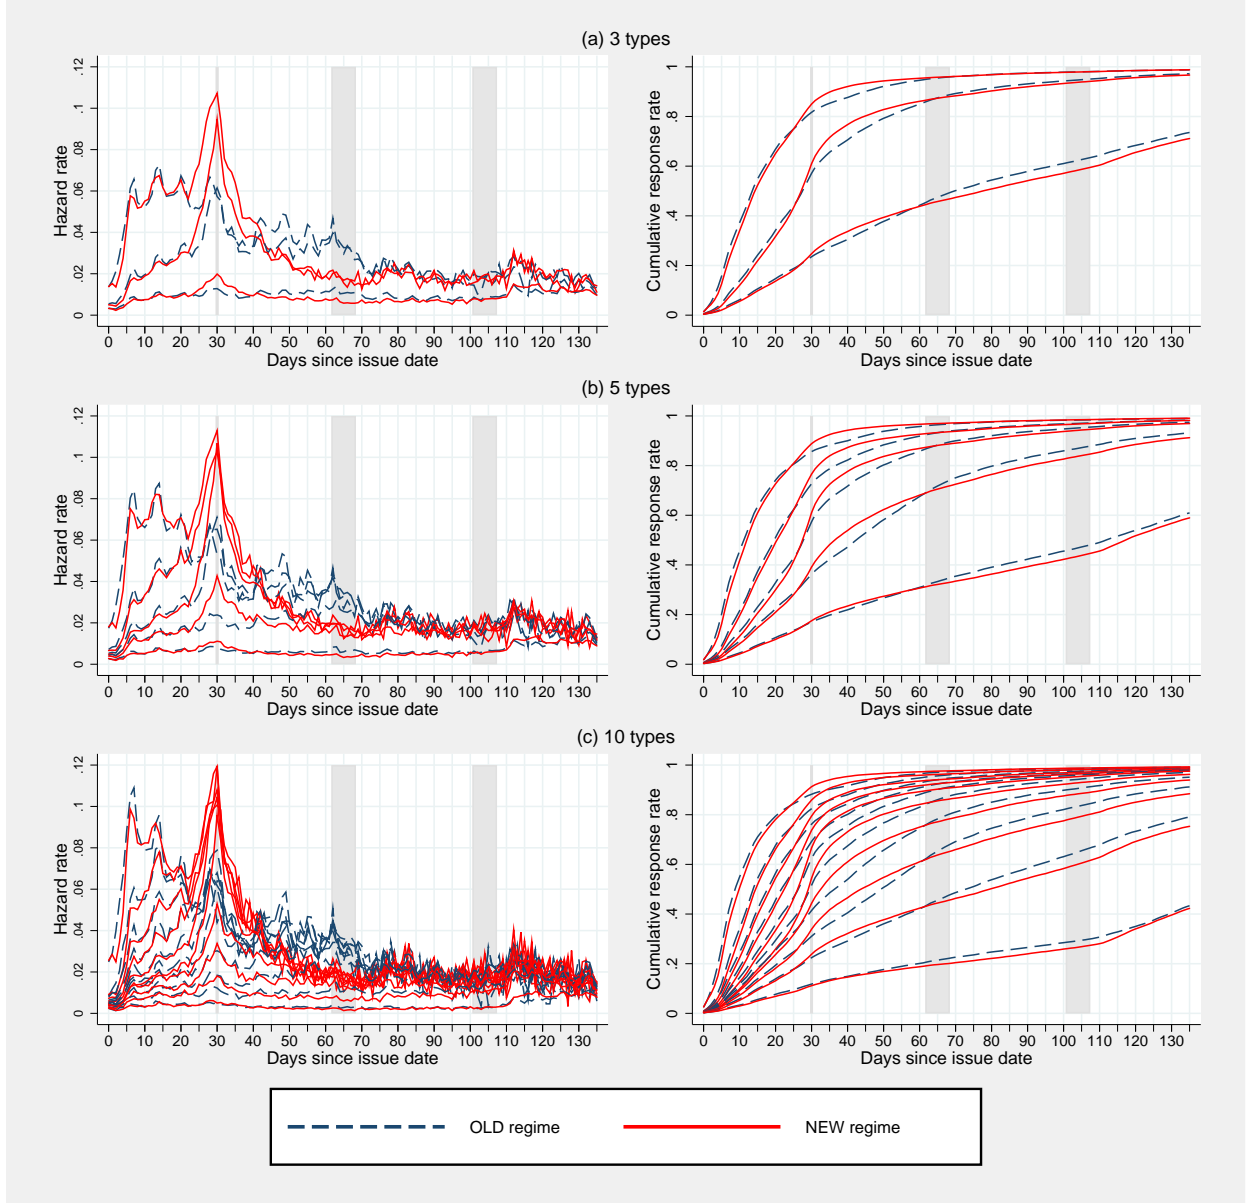 (a) 3 types
Hazard rate
0 .02 .04 .06 .08 .1 .12
0 10 20 30 40 50 60 70 80 90 100 110 120 130
Days since issue date
Cumulative response rate
0 .2 .4 .6 .8 1
0 10 20 30 40 50 60 70 80 90 100 110 120 130
Days since issue date
(b) 5 types
Hazard rate
0 .02 .04 .06 .08 .1 .12
0 10 20 30 40 50 60 70 80 90 100 110 120 130
Days since issue date
Cumulative response rate
0 .2 .4 .6 .8 1
0 10 20 30 40 50 60 70 80 90 100 110 120 130
Days since issue date
(c) 10 types
Hazard rate
0 .02 .04 .06 .08 .1 .12
0 10 20 30 40 50 60 70 80 90 100 110 120 130
Days since issue date
Cumulative response rate
0 .2 .4 .6 .8 1
0 10 20 30 40 50 60 70 80 90 100 110 120 130
Days since issue date
OLD regime NEW regime